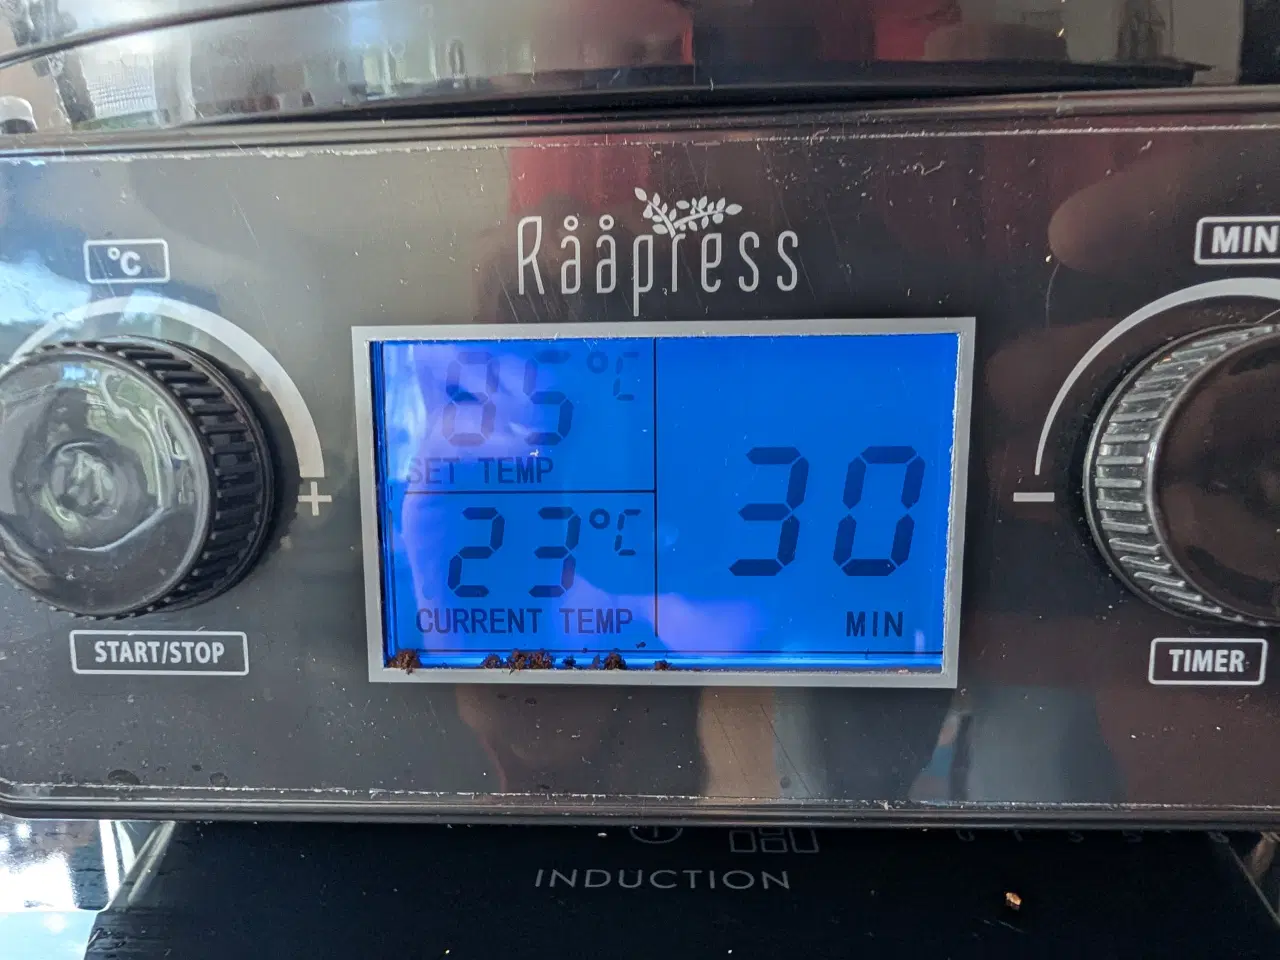 Rååpress
°C
MIN
85°C
SET TEMP
23°C
CURRENT TEMP
30
MIN
+
−
START/STOP
TIMER
INDUCTION